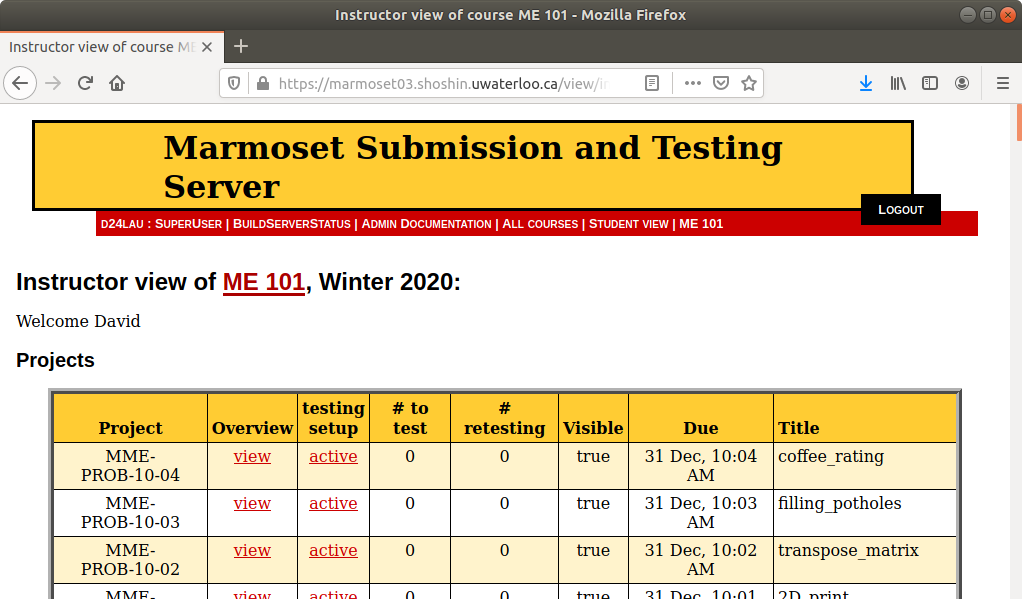 Instructor view of course ME 101 - Mozilla Firefox
Instructor view of course ME
https://marmoset03.shoshin.uwaterloo.ca/view/i
Marmoset Submission and Testing
Server
LOGOUT
D24LAU : SUPERUSER | BUILDSERVERSTATUS | ADMIN DOCUMENTATION | ALL COURSES | STUDENT VIEW | ME 101
Instructor view of ME 101, Winter 2020:
Welcome David
Projects
Project Overview testing setup # to test # retesting Visible Due Title
MME-PROB-10-04 view active 0 0 true 31 Dec, 10:04 AM coffee_rating
MME-PROB-10-03 view active 0 0 true 31 Dec, 10:03 AM filling_potholes
MME-PROB-10-02 view active 0 0 true 31 Dec, 10:02 AM transpose_matrix
MME- view active 0 0 true 31 Dec, 10:01 2D_print